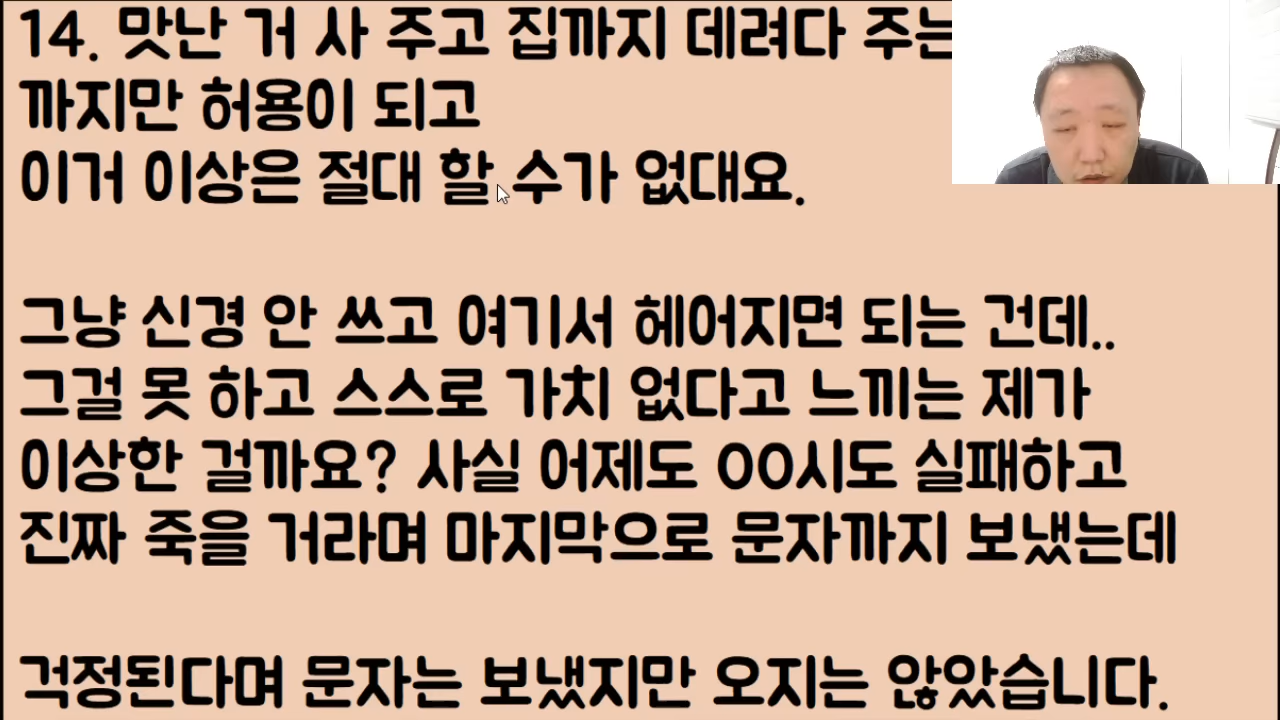 14. 맛난 거 사 주고 집까지 데려다 주는
까지만 허용이 되고
이거 이상은 절대 할 수가 없대요.
그냥 신경 안 쓰고 여기서 헤어지면 되는 건데..
그걸 못 하고 스스로 가치 없다고 느끼는 제가
이상한 걸까요? 사실 어제도 OO시도 실패하고
진짜 죽을 거라며 마지막으로 문자까지 보냈는데
걱정된다며 문자는 보냈지만 오지는 않았습니다.